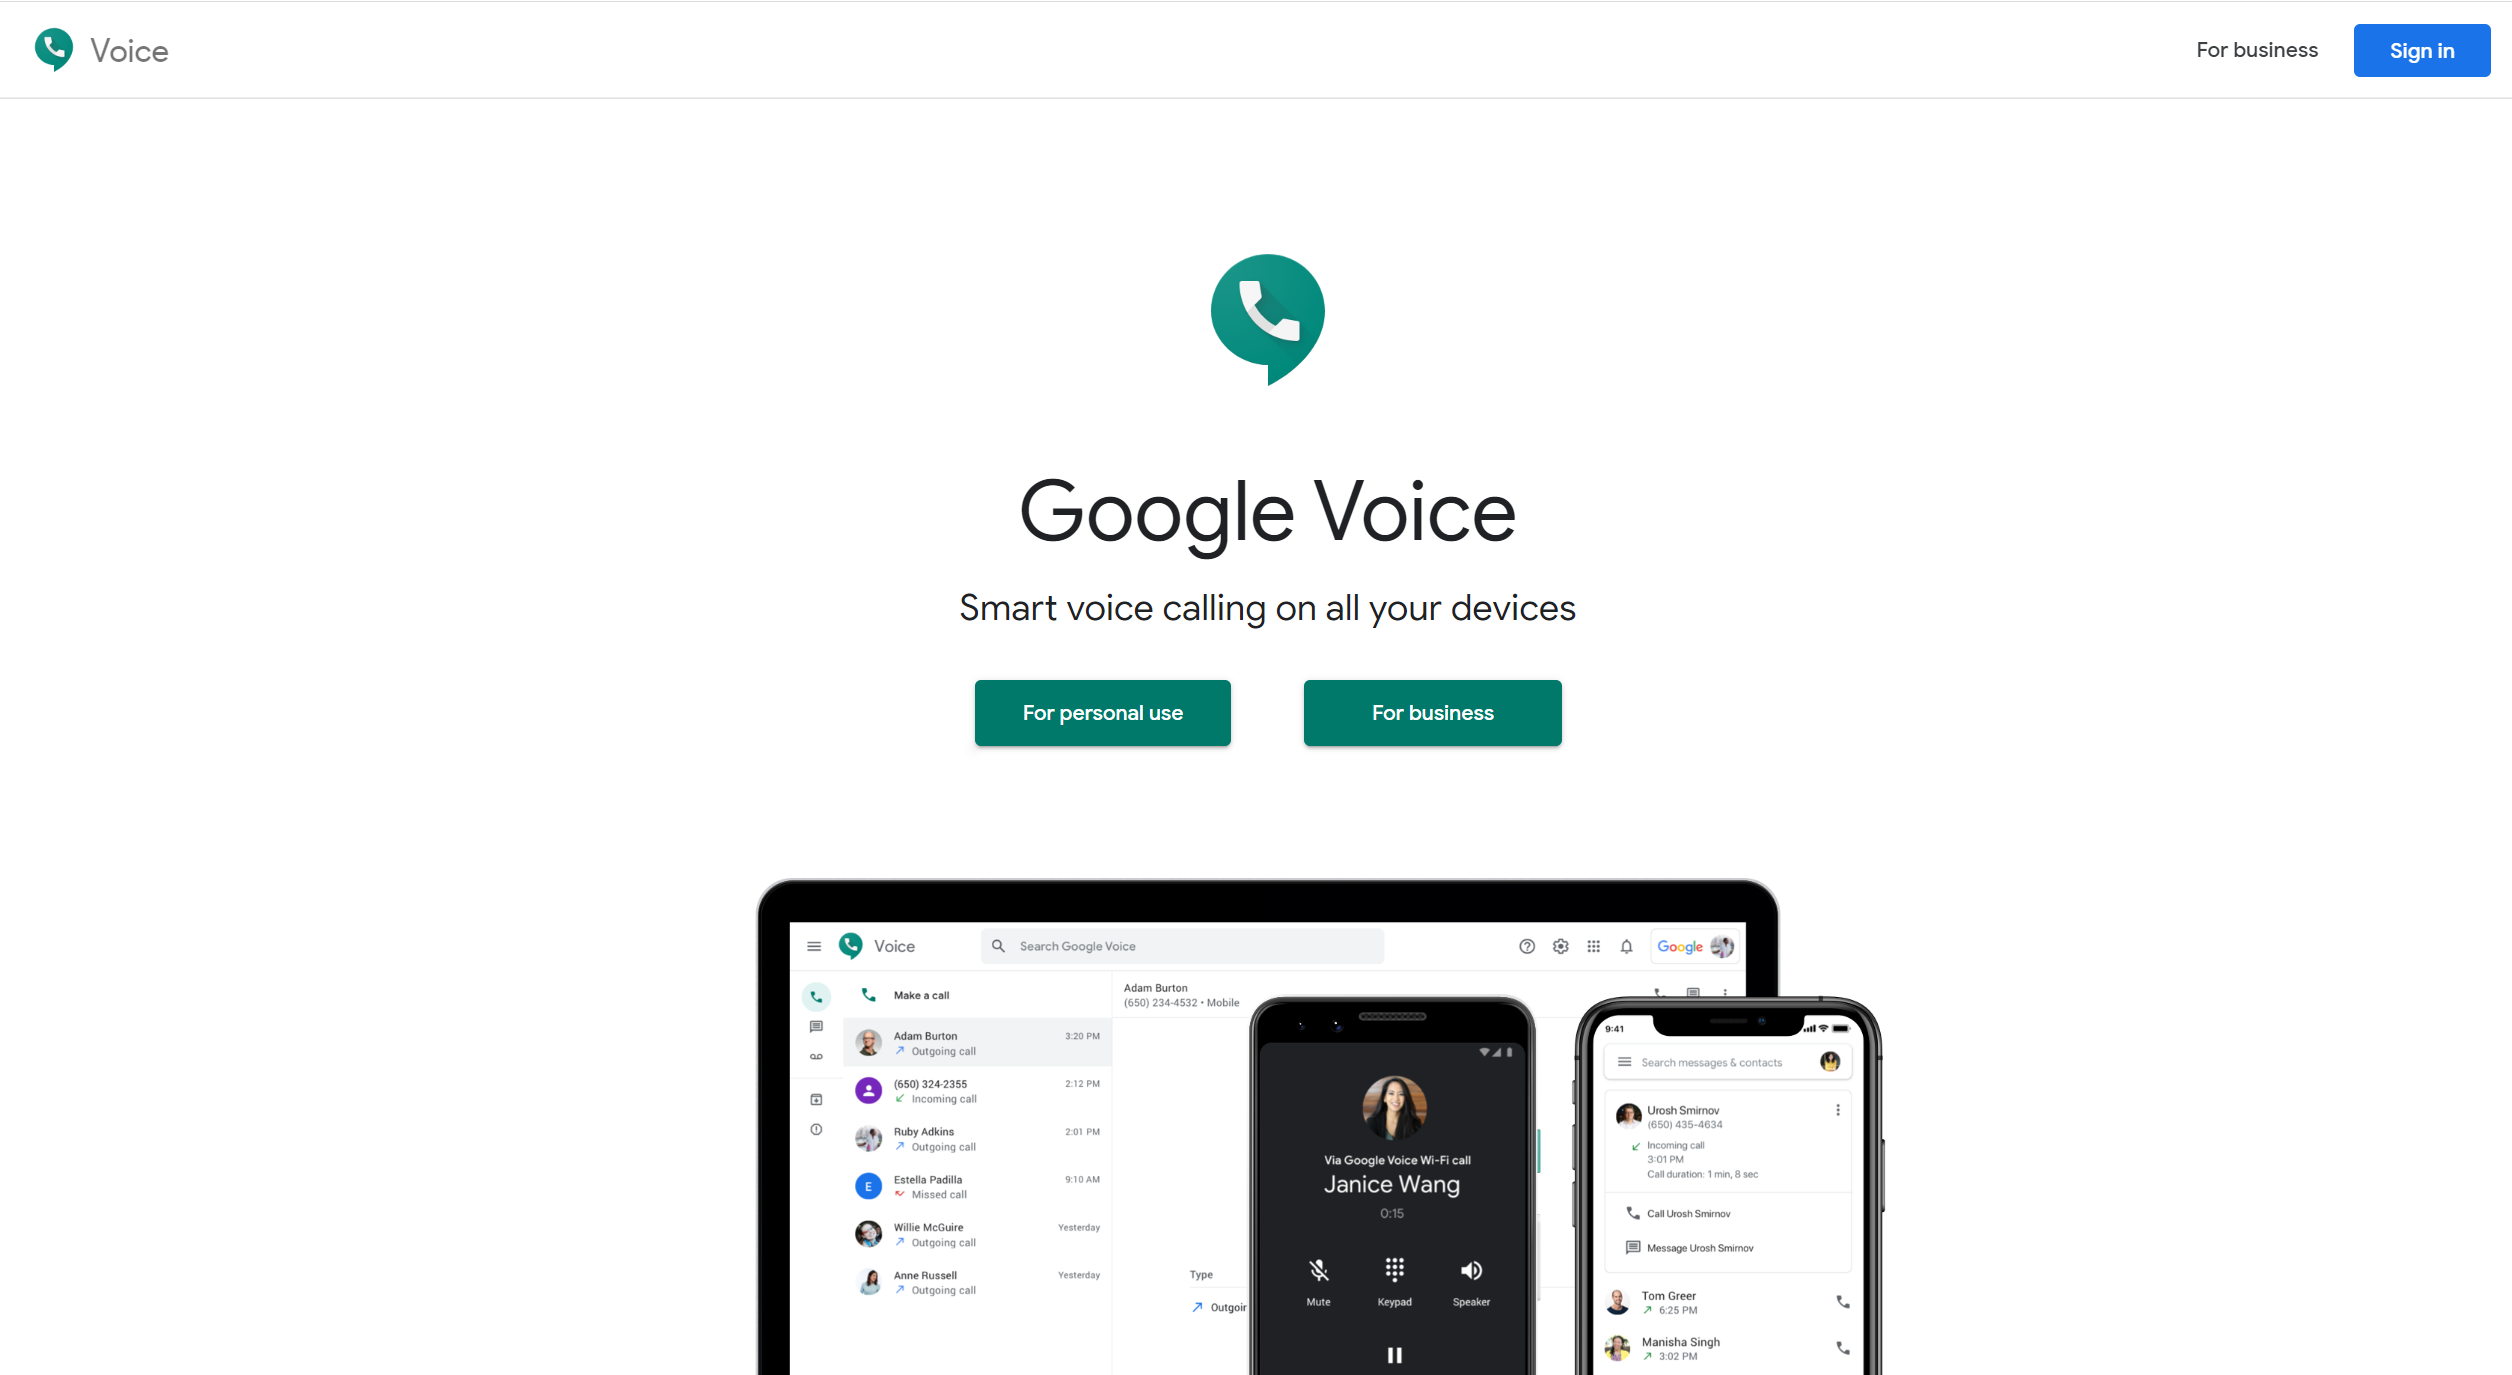 Voice
For business
Sign in
Google Voice
Smart voice calling on all your devices
For personal use
For business
Voice
Search Google Voice
Google
Make a call
Adam Burton
3:20 PM
Outgoing call
(650) 324-2355
2:12 PM
Incoming call
Ruby Adkins
2:01 PM
Outgoing call
E
Estella Padilla
9:10 AM
Missed call
Willie McGuire
Yesterday
Outgoing call
Anne Russell
Yesterday
Outgoing call
Adam Burton
(650) 234-4532 • Mobile
Type
Outgoin
Via Google Voice Wi-Fi call
Janice Wang
0:15
Mute
Keypad
Speaker
9:41
Search messages & contacts
Urosh Smirnov
(650) 435-4634
Incoming call
3:01 PM
Call duration: 1 min, 8 sec
Call Urosh Smirnov
Message Urosh Smirnov
Tom Greer
6:25 PM
Manisha Singh
3:02 PM